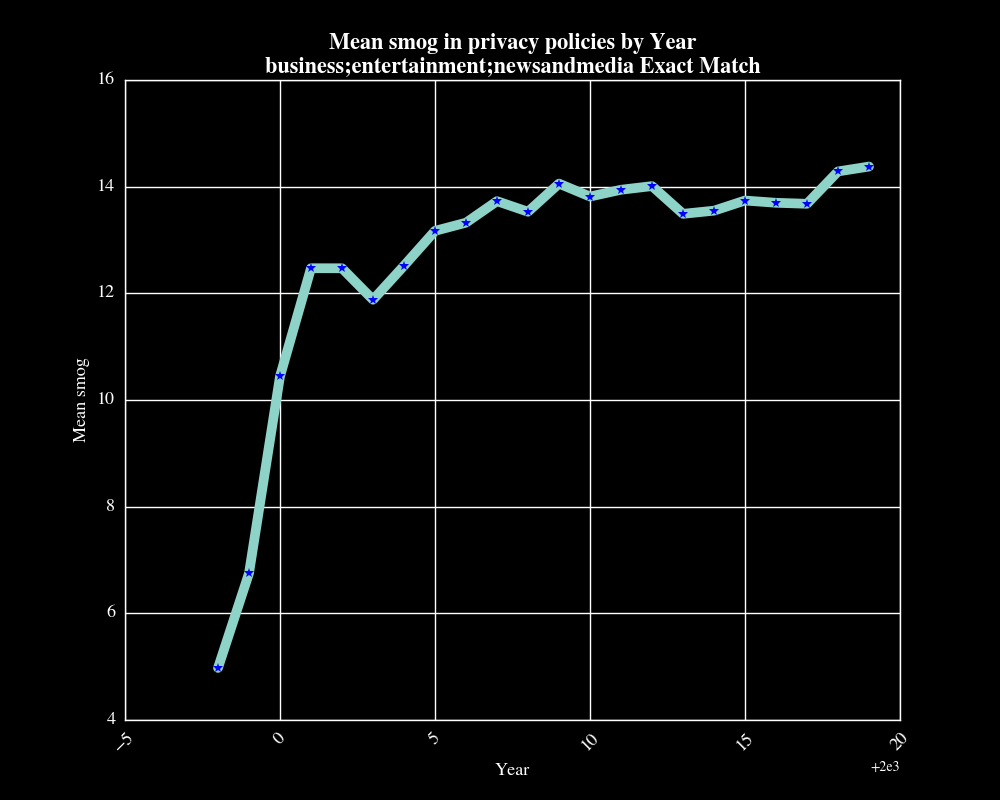 Mean smog in privacy policies by Year
business;entertainment;newsandmedia Exact Match
16
14
12
10
8
6
4
Mean smog
−5
0
5
10
15
20
Year
+2e3